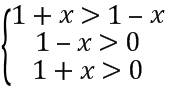 1 + x > 1 – x
1 – x > 0
1 + x > 0